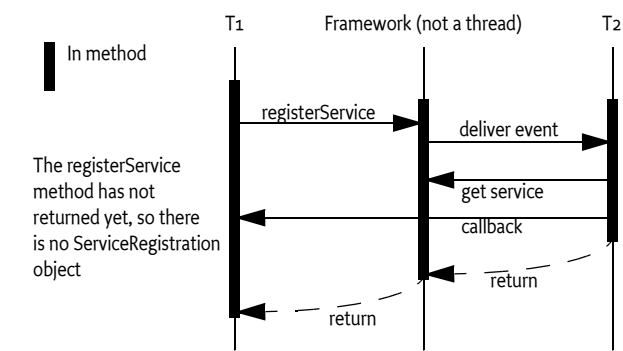 T1
Framework (not a thread)
T2
In method
registerService
deliver event
The registerService
method has not
returned yet, so there
is no ServiceRegistration
object
get service
callback
return
return